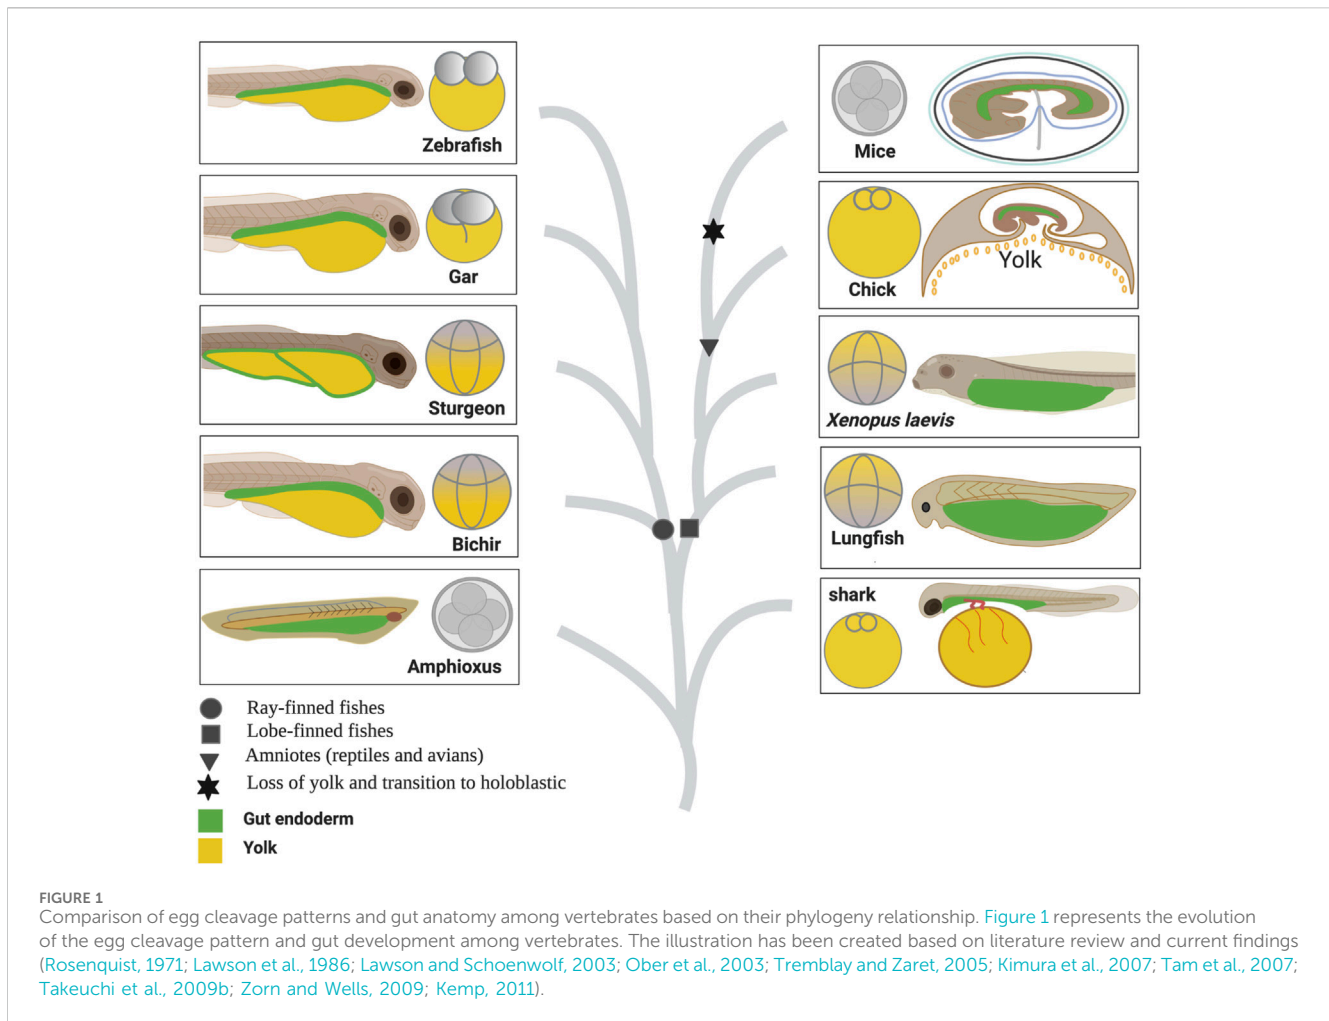 Zebrafish
Gar
Sturgeon
Bichir
Amphioxus
Mice
Yolk
Chick
Xenopus laevis
Lungfish
shark
Ray-finned fishes
Lobe-finned fishes
Amniotes (reptiles and avians)
Loss of yolk and transition to holoblastic
Gut endoderm
Yolk
FIGURE 1
Comparison of egg cleavage patterns and gut anatomy among vertebrates based on their phylogeny relationship. Figure 1 represents the evolution
of the egg cleavage pattern and gut development among vertebrates. The illustration has been created based on literature review and current findings
(Rosenquist, 1971; Lawson et al., 1986; Lawson and Schoenwolf, 2003; Ober et al., 2003; Tremblay and Zaret, 2005; Kimura et al., 2007; Tam et al., 2007;
Takeuchi et al., 2009b; Zorn and Wells, 2009; Kemp, 2011).